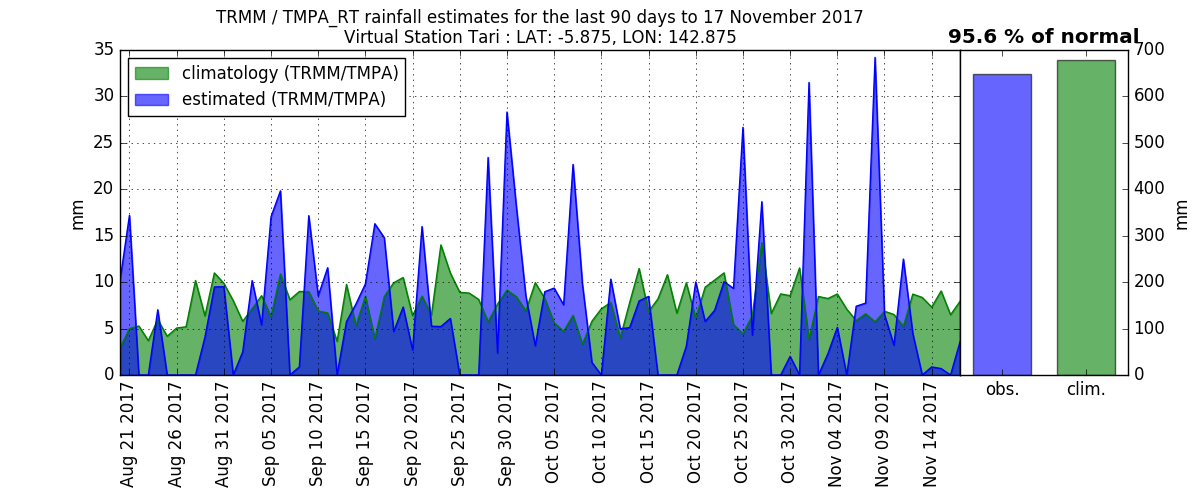 TRMM / TMPA_RT rainfall estimates for the last 90 days to 17 November 2017
Virtual Station Tari : LAT: -5.875, LON: 142.875
95.6 % of normal
climatology (TRMM/TMPA)
estimated (TRMM/TMPA)
mm
35
30
25
20
15
10
5
0
Aug 21 2017
Aug 26 2017
Aug 31 2017
Sep 05 2017
Sep 10 2017
Sep 15 2017
Sep 20 2017
Sep 25 2017
Sep 30 2017
Oct 05 2017
Oct 10 2017
Oct 15 2017
Oct 20 2017
Oct 25 2017
Oct 30 2017
Nov 04 2017
Nov 09 2017
Nov 14 2017
obs.
clim.
700
600
500
400
300
200
100
0
mm